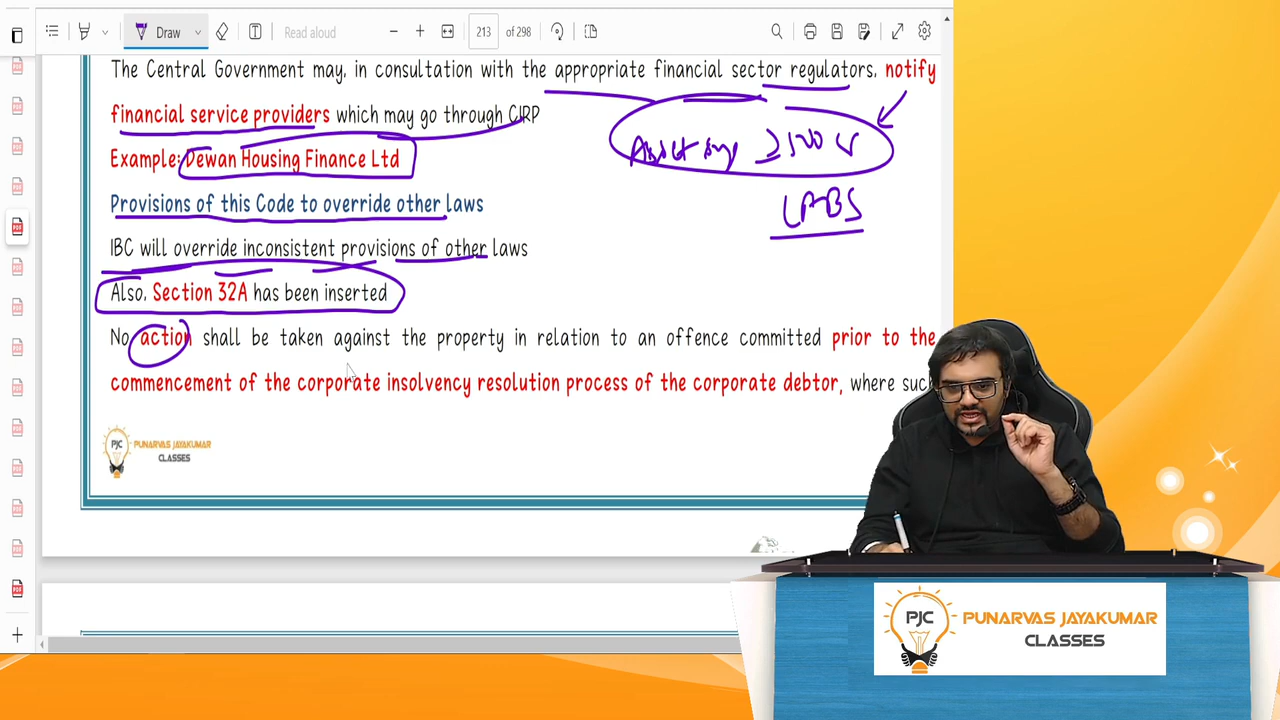 Draw
Read aloud
213 of 298
The Central Government may, in consultation with the appropriate financial sector regulators, notify
financial service providers which may go through CIRP
Example: Dewan Housing Finance Ltd
500
Provisions of this Code to override other laws
IBC will override inconsistent provisions of other laws
Also, Section 32A has been inserted
No action shall be taken against the property in relation to an offence committed prior to the
commencement of the corporate insolvency resolution process of the corporate debtor, where such
PJC
PUNARVAS JAYAKUMAR
CLASSES
PJC
PUNARVAS JAYAKUMAR
CLASSES